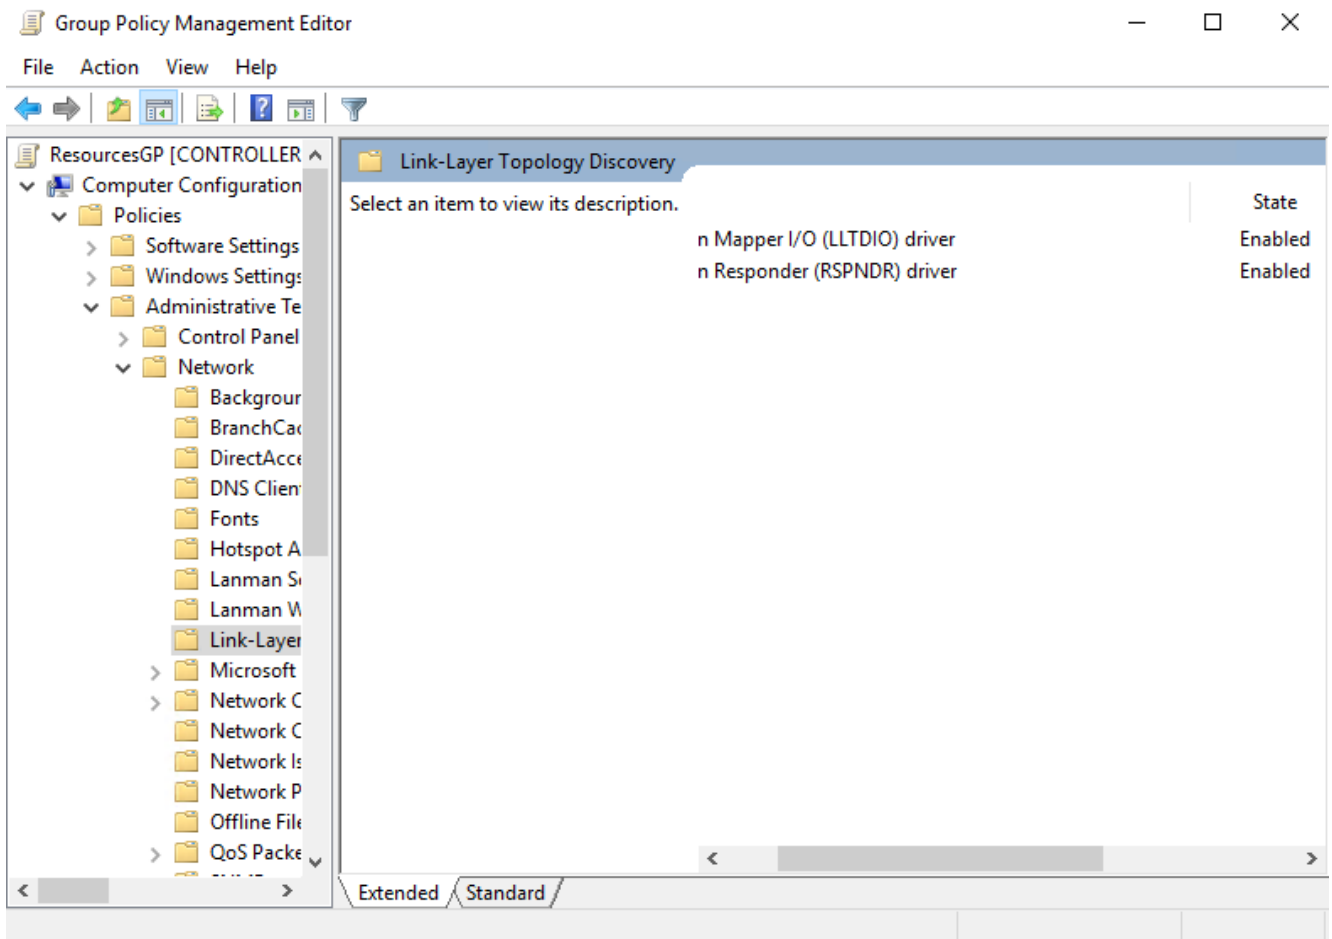 Group Policy Management Editor
File Action View Help
ResourcesGP [CONTROLLER
Computer Configuration
Policies
Software Settings
Windows Settings
Administrative Te
Control Panel
Network
Backgrour
BranchCac
DirectAcce
DNS Clien
Fonts
Hotspot A
Lanman Se
Lanman W
Link-Layer
Microsoft
Network C
Network C
Network Is
Network P
Offline File
QoS Packe
Link-Layer Topology Discovery
Select an item to view its description.
State
n Mapper I/O (LLTDIO) driver Enabled
n Responder (RSPNDR) driver Enabled
Extended Standard